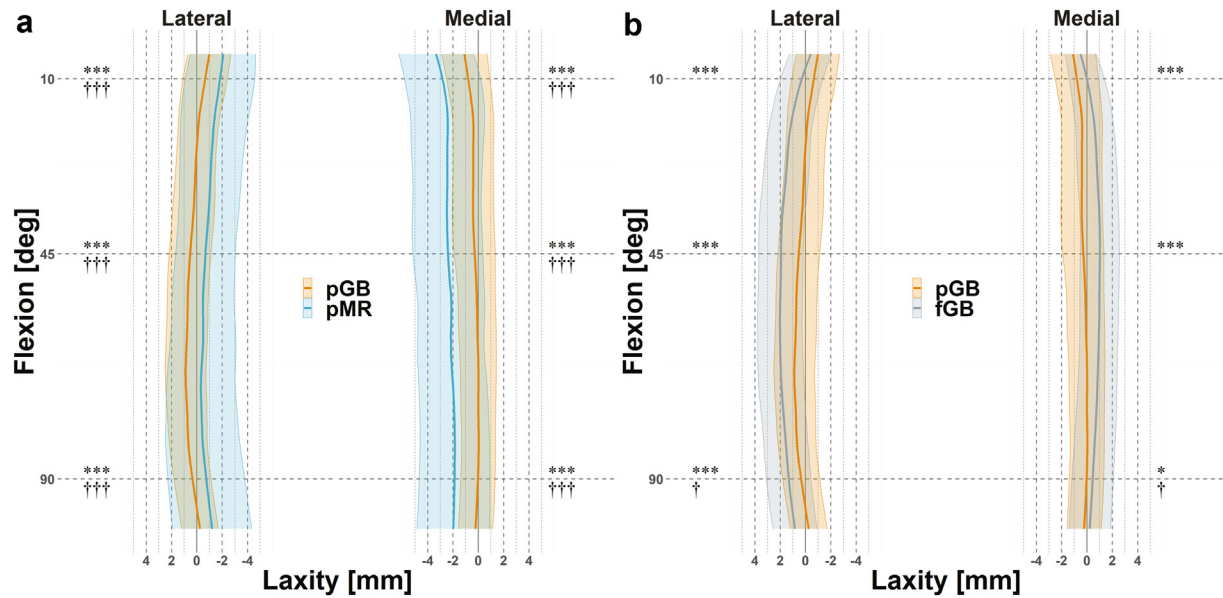 a
Lateral
Medial
10
***
†††
***
†††
45
***
†††
***
†††
90
***
†††
***
†††
pGB
pMR
Flexion [deg]
4 2 0 -2 -4
-4 -2 0 2 4
Laxity [mm]
b
Lateral
Medial
10
***
***
45
***
***
90
***
†
*
†
pGB
fGB
Flexion [deg]
4 2 0 -2 -4
-4 -2 0 2 4
Laxity [mm]